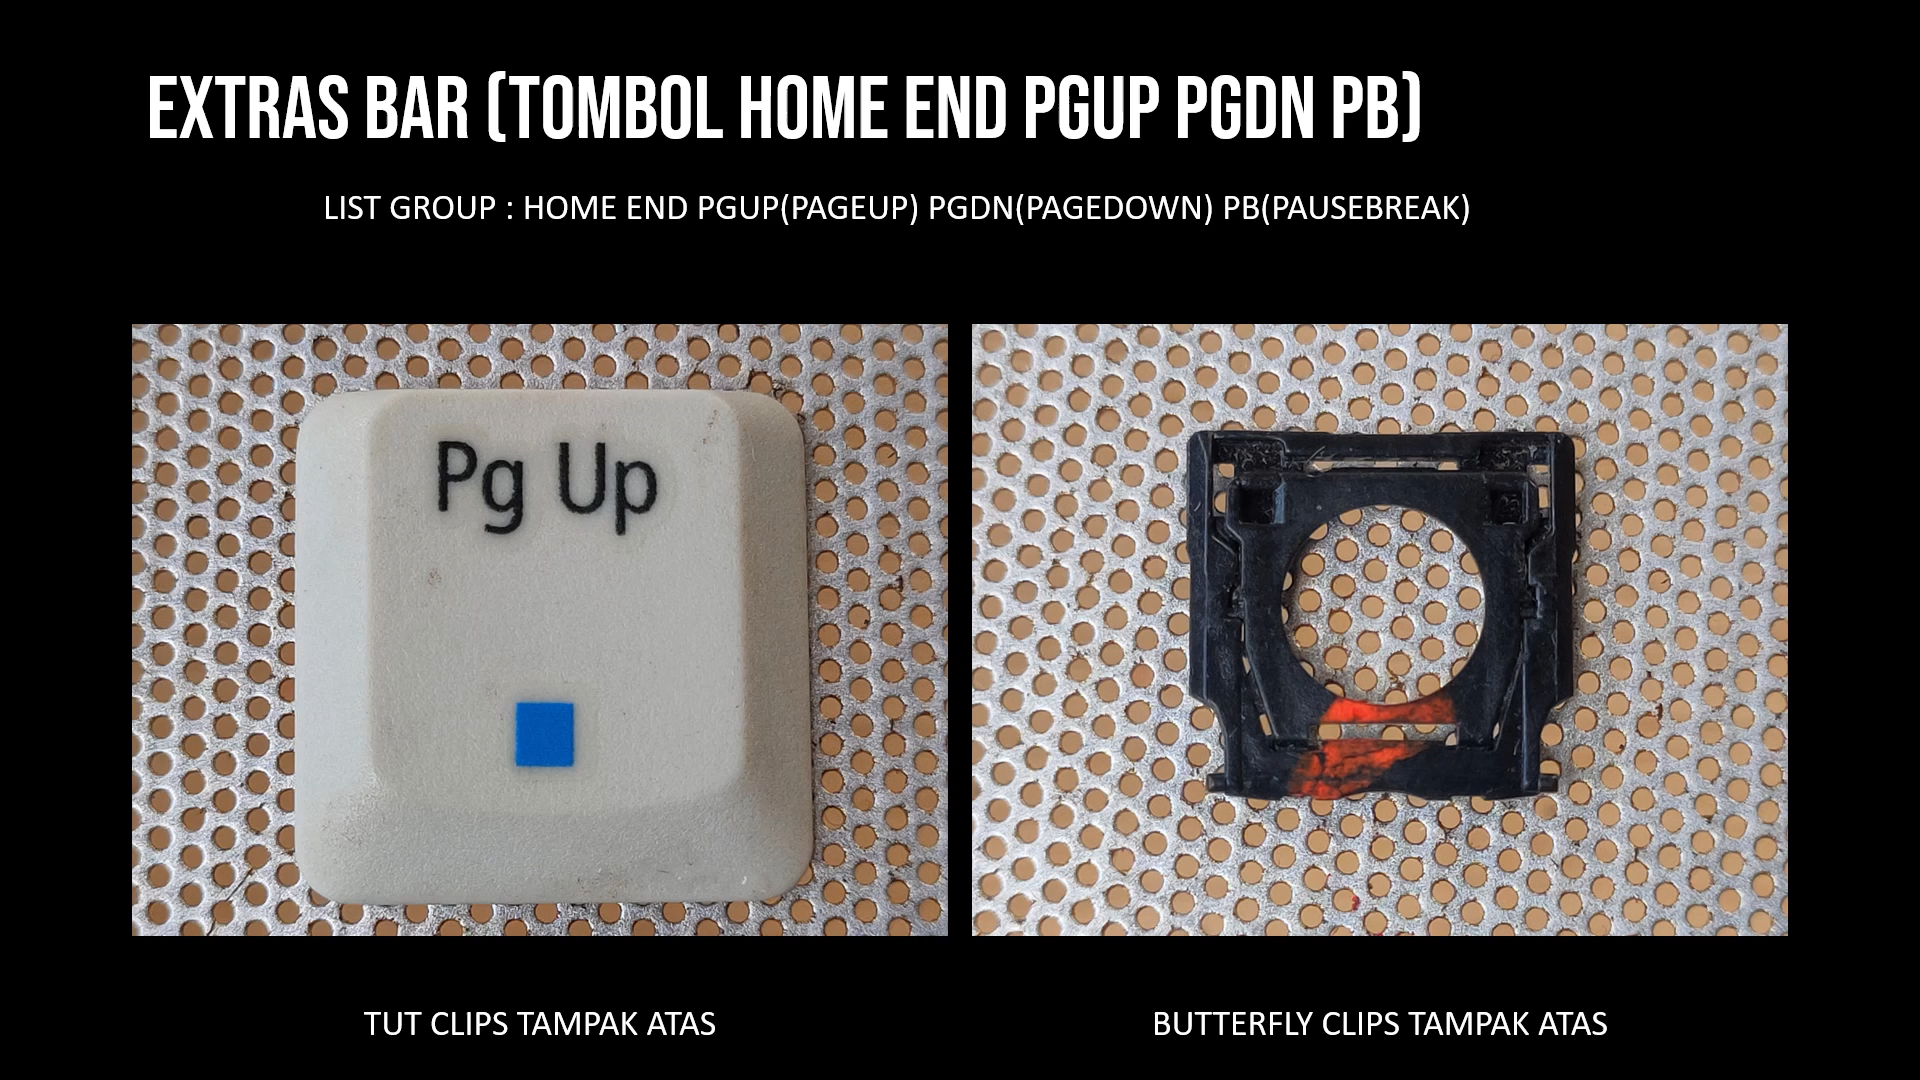 EXTRAS BAR (TOMBOL HOME END PGUP PGDN PB)
LIST GROUP : HOME END PGUP(PAGEUP) PGDN(PAGEDOWN) PB(PAUSEBREAK)
Pg Up
TUT CLIPS TAMPAK ATAS
BUTTERFLY CLIPS TAMPAK ATAS